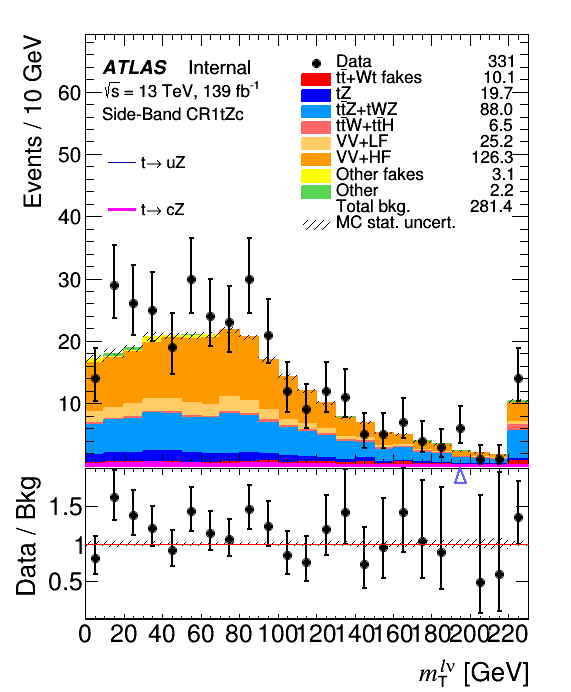 ATLAS Internal
√s = 13 TeV, 139 fb⁻¹
Side-Band CR1tZc
t→ uZ
t→ cZ
Data 331
tt̄+Wt fakes 10.1
tZ 19.7
tt̄Z+tWZ 88.0
tt̄W+tt̄H 6.5
VV+LF 25.2
VV+HF 126.3
Other fakes 3.1
Other 2.2
Total bkg. 281.4
MC stat. uncert.
Events / 10 GeV
60
50
40
30
20
10
Data / Bkg
1.5
1
0.5
0 20 40 60 80 100 120 140 160 180 200 220
m_T^{lν} [GeV]